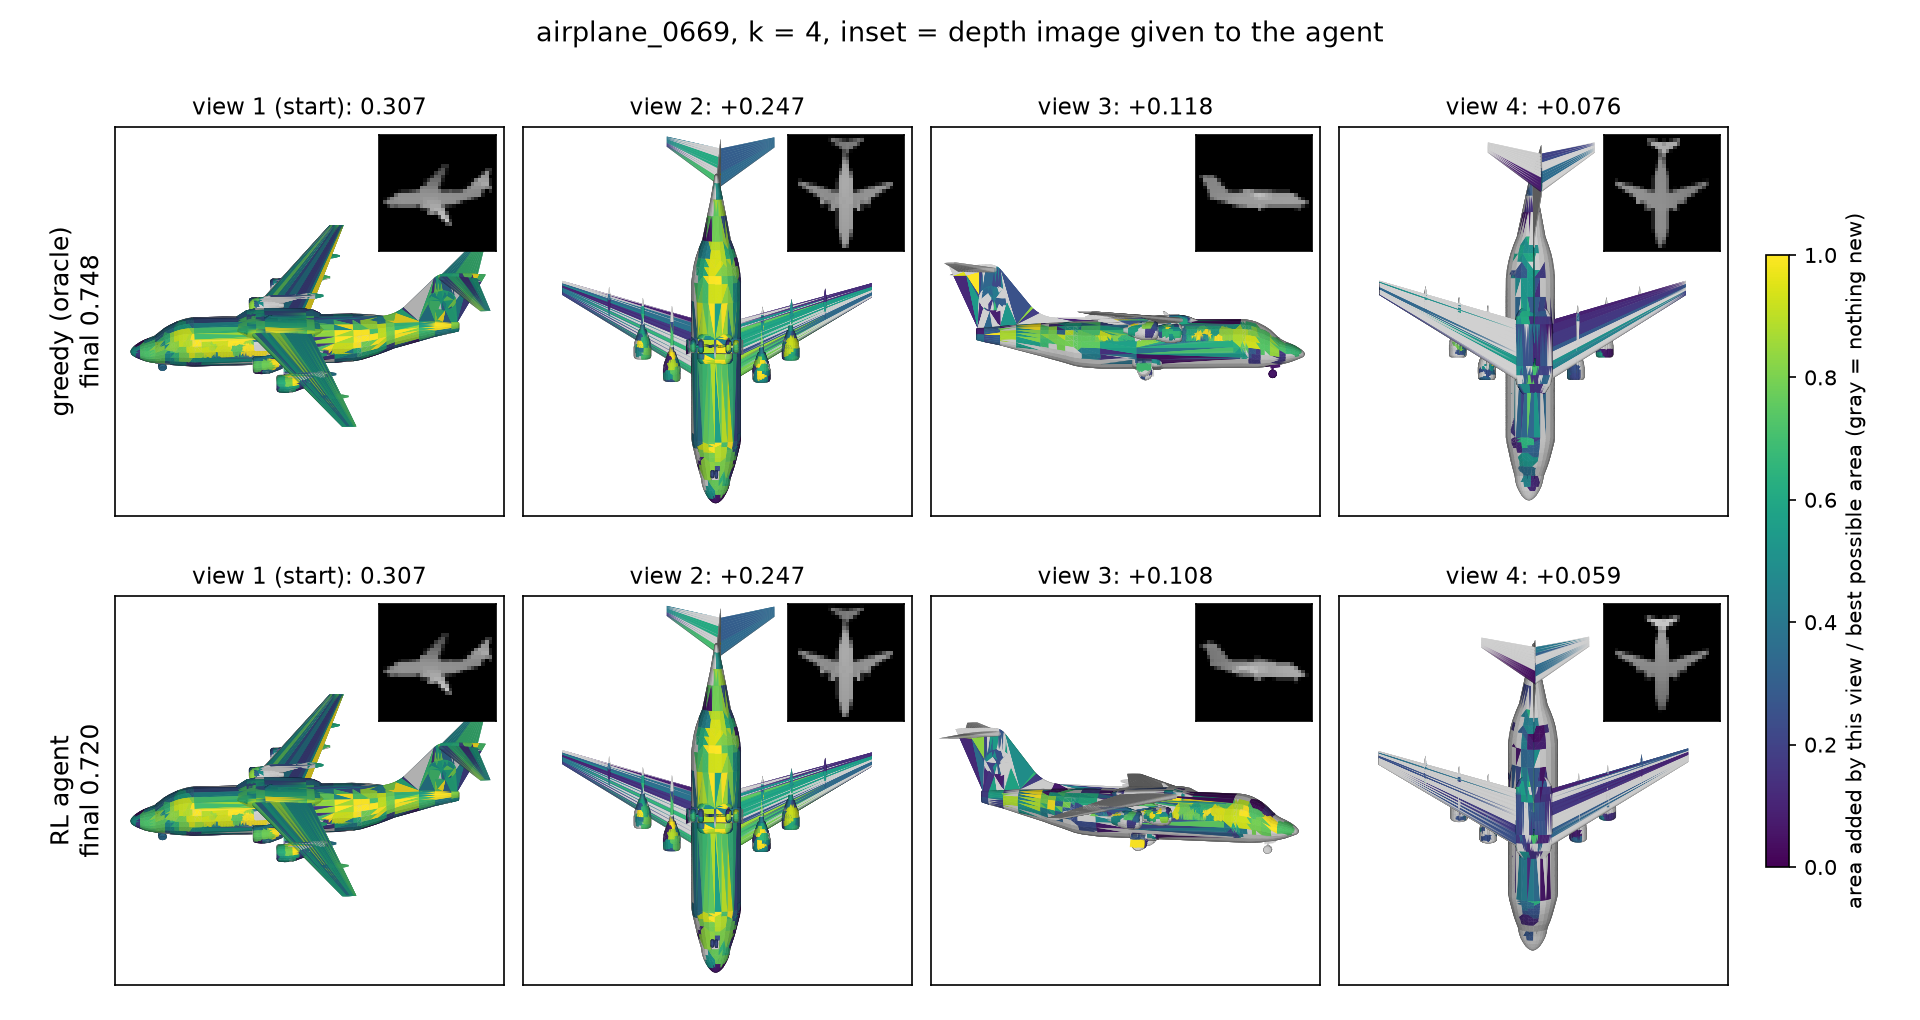 airplane_0669, k = 4, inset = depth image given to the agent
greedy (oracle)
final 0.748
view 1 (start): 0.307
view 2: +0.247
view 3: +0.118
view 4: +0.076
RL agent
final 0.720
view 1 (start): 0.307
view 2: +0.247
view 3: +0.108
view 4: +0.059
1.0
0.8
0.6
0.4
0.2
0.0
area added by this view / best possible area (gray = nothing new)